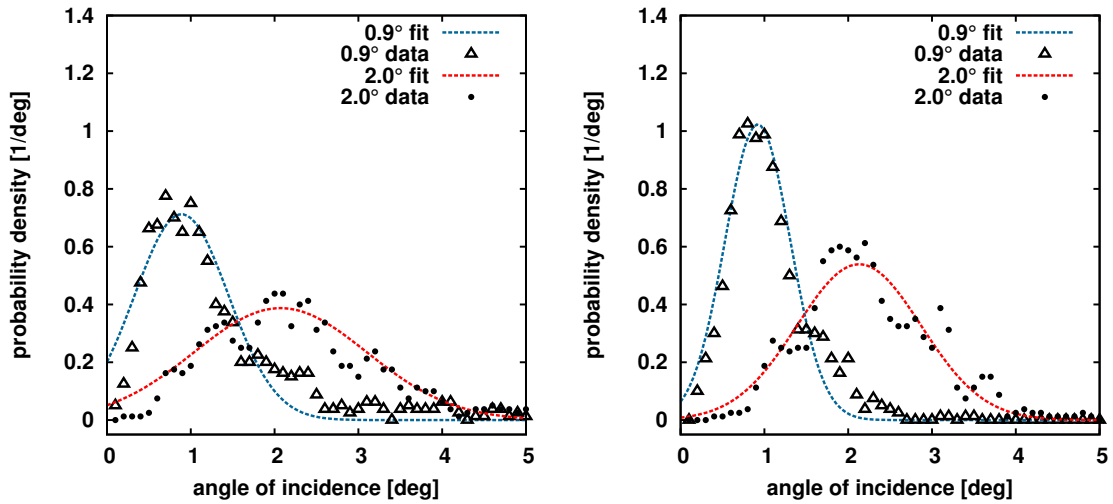 1.4
1.2
1
0.8
0.6
0.4
0.2
0
0 1 2 3 4 5
probability density [1/deg]
angle of incidence [deg]
0.9° fit
0.9° data
2.0° fit
2.0° data
1.4
1.2
1
0.8
0.6
0.4
0.2
0
0 1 2 3 4 5
probability density [1/deg]
angle of incidence [deg]
0.9° fit
0.9° data
2.0° fit
2.0° data